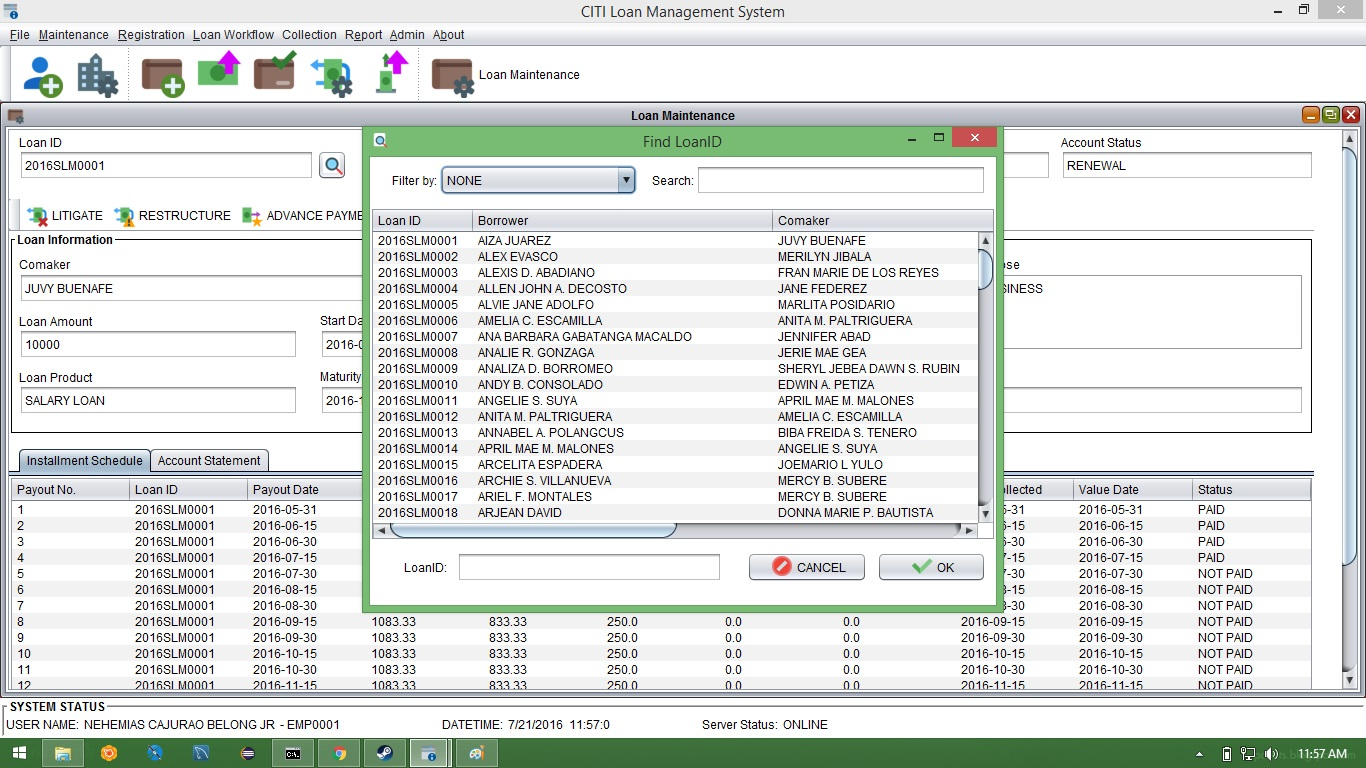 CITI Loan Management System
File Maintenance Registration Loan Workflow Collection Report Admin About
Loan Maintenance
Loan Maintenance
Loan ID
2016SLM0001
Account Status
RENEWAL
LITIGATE RESTRUCTURE ADVANCE PAYME
Loan Information
Comaker
JUVY BUENAFE
Loan Amount
10000
Start Da
2016-0
Loan Product
SALARY LOAN
Maturity
2016-1
ose
SINESS
Find LoanID
Filter by: NONE Search:
Loan ID Borrower Comaker
2016SLM0001 AIZA JUAREZ JUVY BUENAFE
2016SLM0002 ALEX EVASCO MERILYN JIBALA
2016SLM0003 ALEXIS D. ABADIANO FRAN MARIE DE LOS REYES
2016SLM0004 ALLEN JOHN A. DECOSTO JANE FEDEREZ
2016SLM0005 ALVIE JANE ADOLFO MARLITA POSIDARIO
2016SLM0006 AMELIA C. ESCAMILLA ANITA M. PALTRIGUERA
2016SLM0007 ANA BARBARA GABATANGA MACALDO JENNIFER ABAD
2016SLM0008 ANALIE R. GONZAGA JERIE MAE GEA
2016SLM0009 ANALIZA D. BORROMEO SHERYL JEBEA DAWN S. RUBIN
2016SLM0010 ANDY B. CONSOLADO EDWIN A. PETIZA
2016SLM0011 ANGELIE S. SUYA APRIL MAE M. MALONES
2016SLM0012 ANITA M. PALTRIGUERA AMELIA C. ESCAMILLA
2016SLM0013 ANNABEL A. POLANGCUS BIBA FREIDA S. TENERO
2016SLM0014 APRIL MAE M. MALONES ANGELIE S. SUYA
2016SLM0015 ARCELITA ESPADERA JOEMARIO L YULO
2016SLM0016 ARCHIE S. VILLANUEVA MERCY B. SUBERE
2016SLM0017 ARIEL F. MONTALES MERCY B. SUBERE
2016SLM0018 ARJEAN DAVID DONNA MARIE P. BAUTISTA
LoanID: CANCEL OK
Installment Schedule Account Statement
Payout No. Loan ID Payout Date ollected Value Date Status
1 2016SLM0001 2016-05-31 5-31 2016-05-31 PAID
2 2016SLM0001 2016-06-15 6-15 2016-06-15 PAID
3 2016SLM0001 2016-06-30 6-30 2016-06-30 PAID
4 2016SLM0001 2016-07-15 7-15 2016-07-15 PAID
5 2016SLM0001 2016-07-30 7-30 2016-07-30 NOT PAID
6 2016SLM0001 2016-08-15 8-15 2016-08-15 NOT PAID
7 2016SLM0001 2016-08-30 8-30 2016-08-30 NOT PAID
8 2016SLM0001 2016-09-15 1083.33 833.33 250.0 0.0 0.0 2016-09-15 2016-09-15 NOT PAID
9 2016SLM0001 2016-09-30 1083.33 833.33 250.0 0.0 0.0 2016-09-30 2016-09-30 NOT PAID
10 2016SLM0001 2016-10-15 1083.33 833.33 250.0 0.0 0.0 2016-10-15 2016-10-15 NOT PAID
11 2016SLM0001 2016-10-30 1083.33 833.33 250.0 0.0 0.0 2016-10-30 2016-10-30 NOT PAID
12 2016SLM0001 2016-11-15 1083.33 833.33 250.0 0.0 0.0 2016-11-15 2016-11-15 NOT PAID
SYSTEM STATUS
USER NAME: NEHEMIAS CAJURAO BELONG JR - EMP0001 DATETIME: 7/21/2016 11:57:0 Server Status: ONLINE
11:57 AM